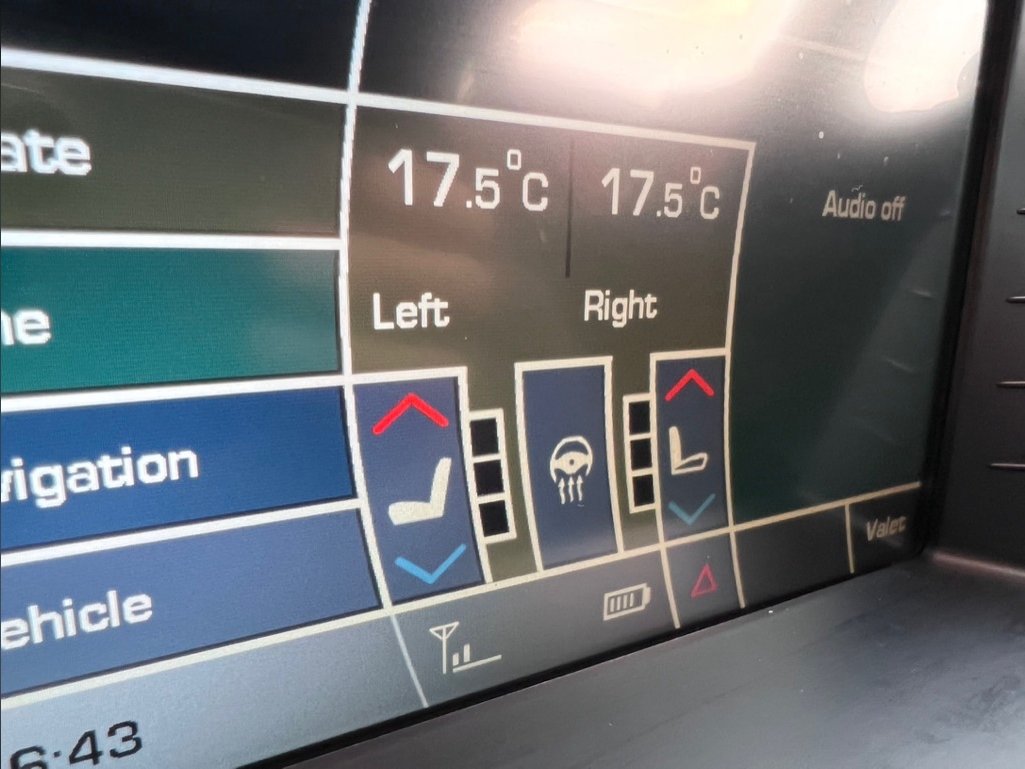 ate
17.5°C
17.5°C
Audio off
ne
Left
Right
vigation
ehicle
Valet
6:43